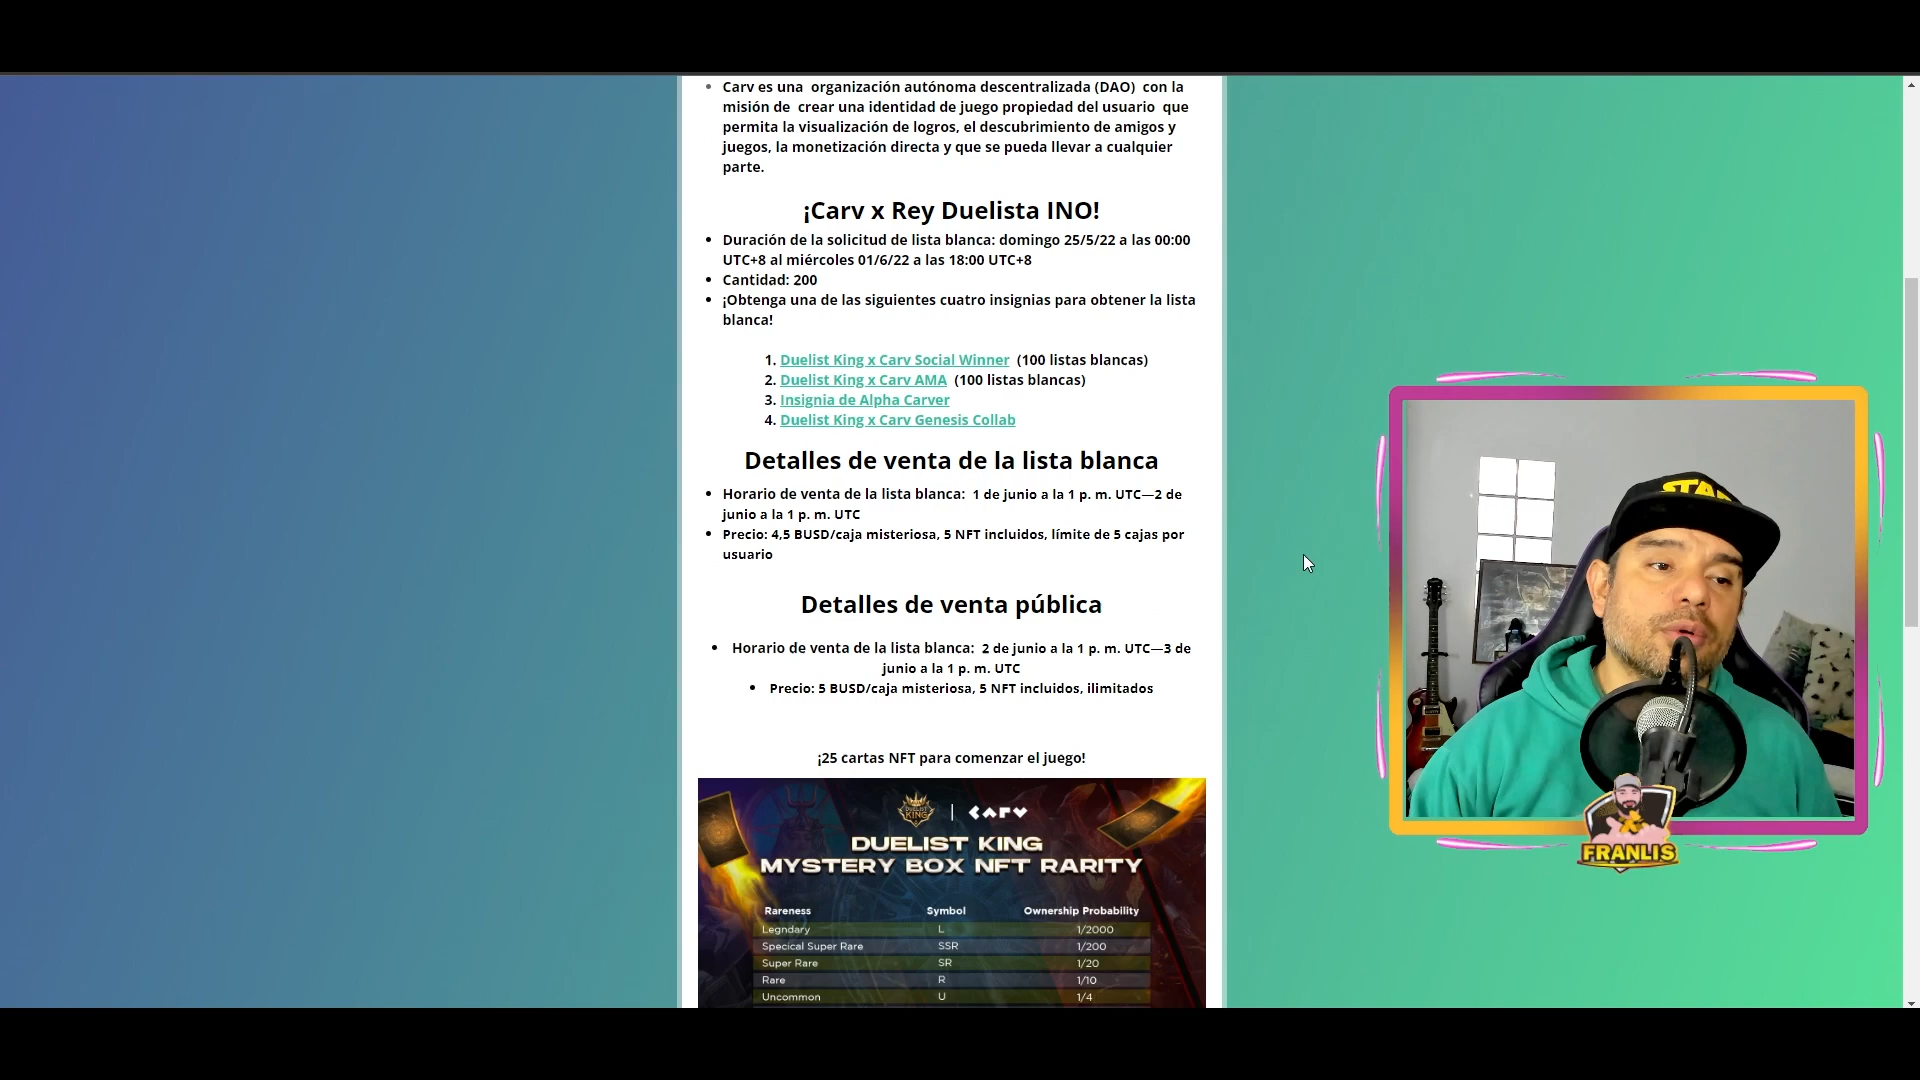 Carv es una organización autónoma descentralizada (DAO) con la
misión de crear una identidad de juego propiedad del usuario que
permita la visualización de logros, el descubrimiento de amigos y
juegos, la monetización directa y que se pueda llevar a cualquier
parte.
¡Carv x Rey Duelista INO!
Duración de la solicitud de lista blanca: domingo 25/5/22 a las 00:00
UTC+8 al miércoles 01/6/22 a las 18:00 UTC+8
Cantidad: 200
¡Obtenga una de las siguientes cuatro insignias para obtener la lista
blanca!
1. Duelist King x Carv Social Winner (100 listas blancas)
2. Duelist King x Carv AMA (100 listas blancas)
3. Insignia de Alpha Carver
4. Duelist King x Carv Genesis Collab
Detalles de venta de la lista blanca
Horario de venta de la lista blanca: 1 de junio a la 1 p. m. UTC—2 de
junio a la 1 p. m. UTC
Precio: 4,5 BUSD/caja misteriosa, 5 NFT incluidos, límite de 5 cajas por
usuario
Detalles de venta pública
Horario de venta de la lista blanca: 2 de junio a la 1 p. m. UTC—3 de
junio a la 1 p. m. UTC
Precio: 5 BUSD/caja misteriosa, 5 NFT incluidos, ilimitados
¡25 cartas NFT para comenzar el juego!
DUELIST KING | CARV
DUELIST KING
MYSTERY BOX NFT RARITY
Rareness Symbol Ownership Probability
Legndary L 1/2000
Specical Super Rare SSR 1/200
Super Rare SR 1/20
Rare R 1/10
Uncommon U 1/4
STAR
FRANLIS